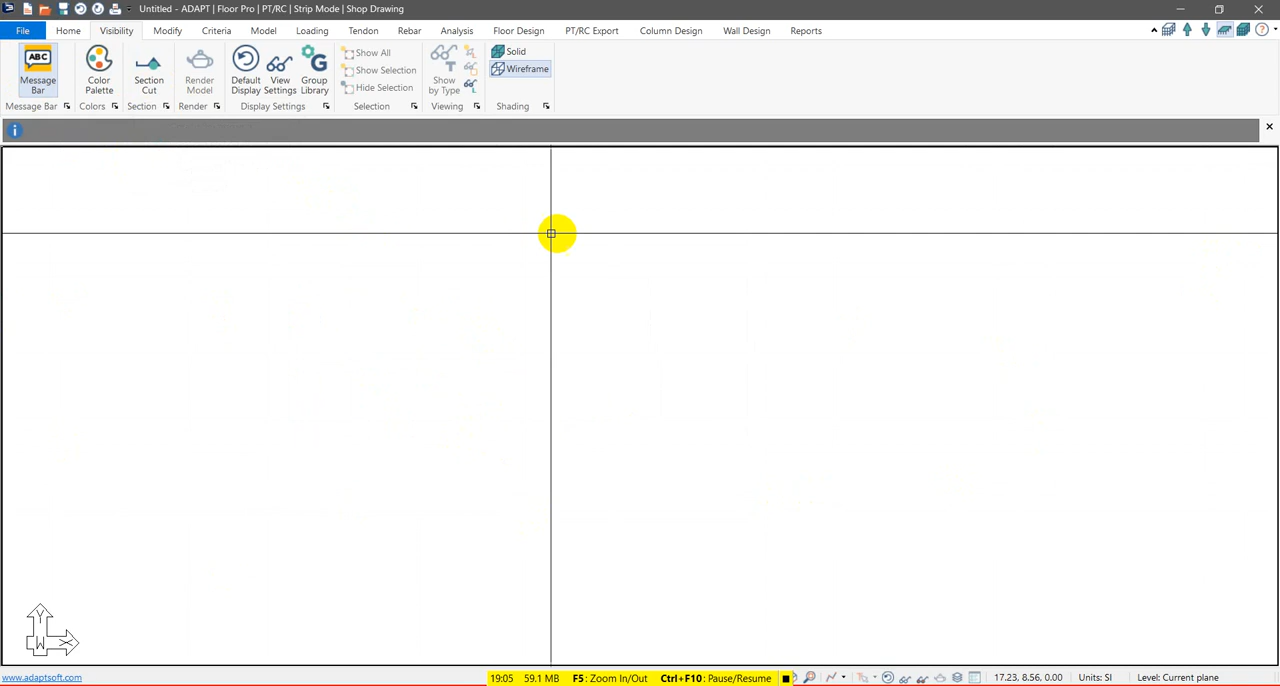 Untitled - ADAPT | Floor Pro | PT/RC | Strip Mode | Shop Drawing
File Home Visibility Modify Criteria Model Loading Tendon Rebar Analysis Floor Design PT/RC Export Column Design Wall Design Reports
ABC
Message Bar
Color Palette
Section Cut
Render Model
Default Display
View Settings
Group Library
Show All
Show Selection
Hide Selection
Show by Type
Solid
Wireframe
Message Bar Colors Section Render Display Settings Selection Viewing Shading
Y
W X
www.adaptsoft.com 19:05 59.1 MB F5: Zoom In/Out Ctrl+F10: Pause/Resume 17.23, 8.56, 0.00 Units: SI Level: Current plane